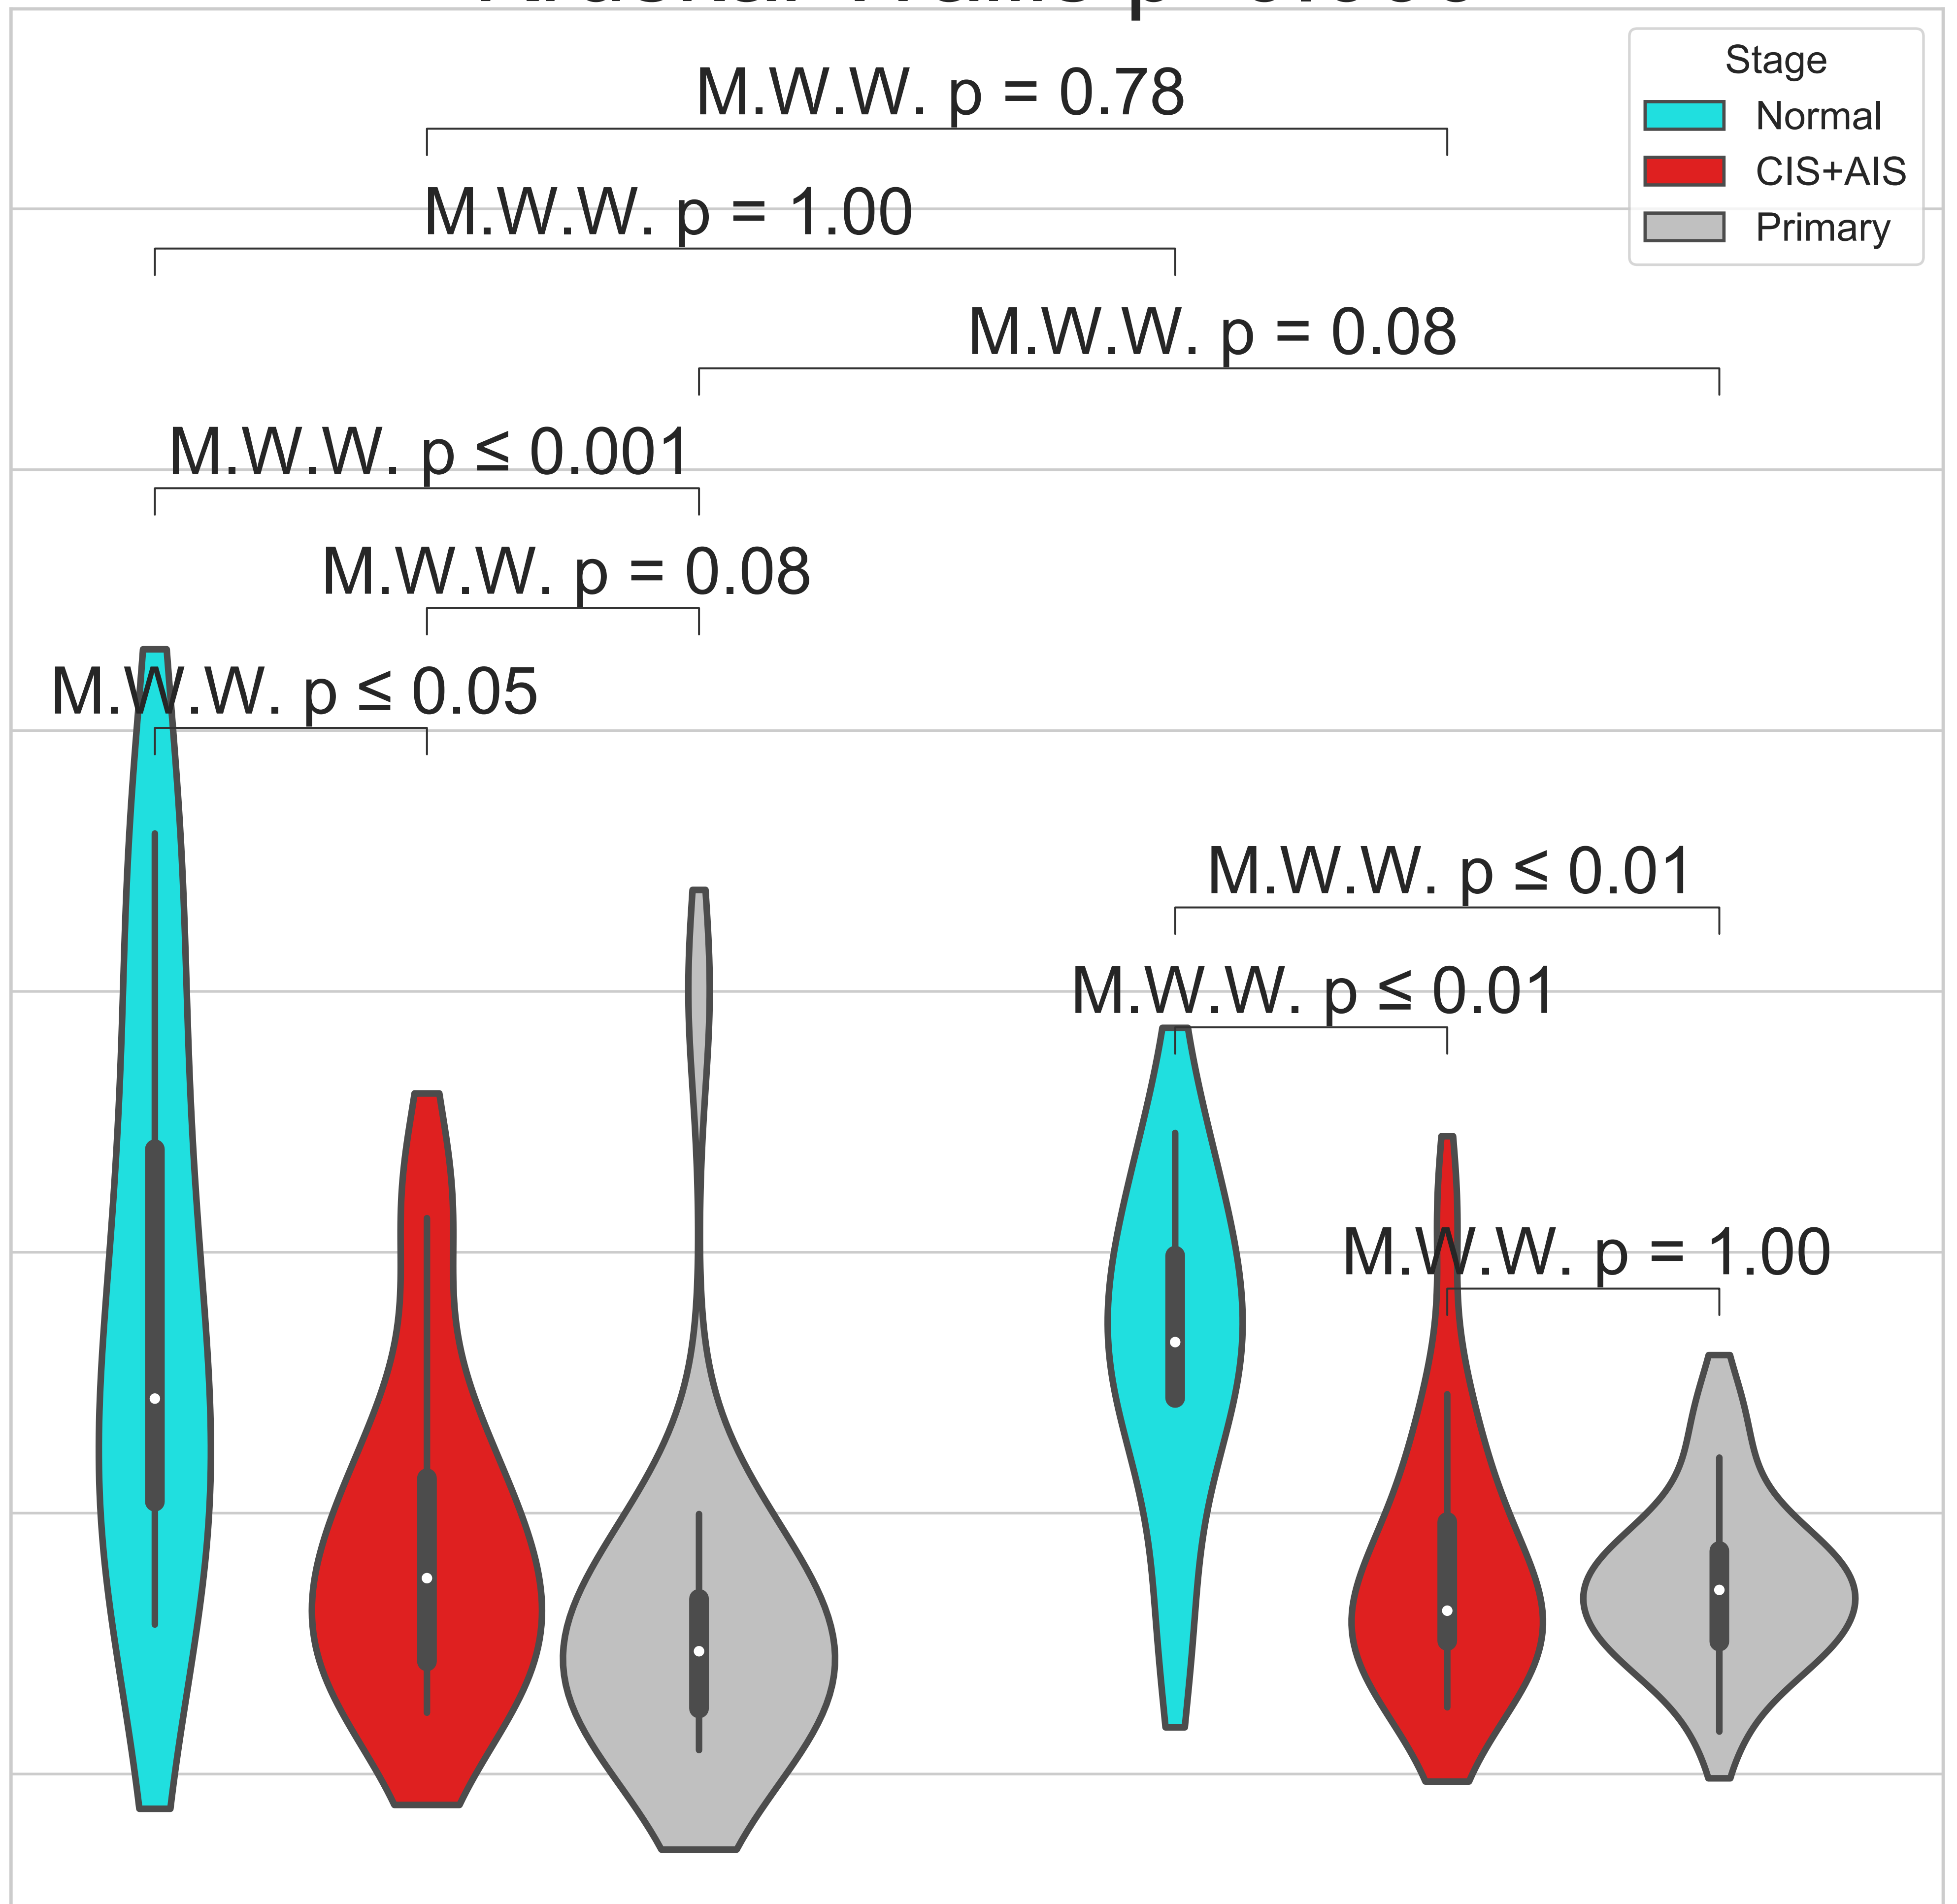 M.W.W. p = 0.78
M.W.W. p = 1.00
M.W.W. p = 0.08
M.W.W. p ≤ 0.001
M.W.W. p = 0.08
M.W.W. p ≤ 0.05
M.W.W. p ≤ 0.01
M.W.W. p ≤ 0.01
M.W.W. p = 1.00
Stage
Normal
CIS+AIS
Primary